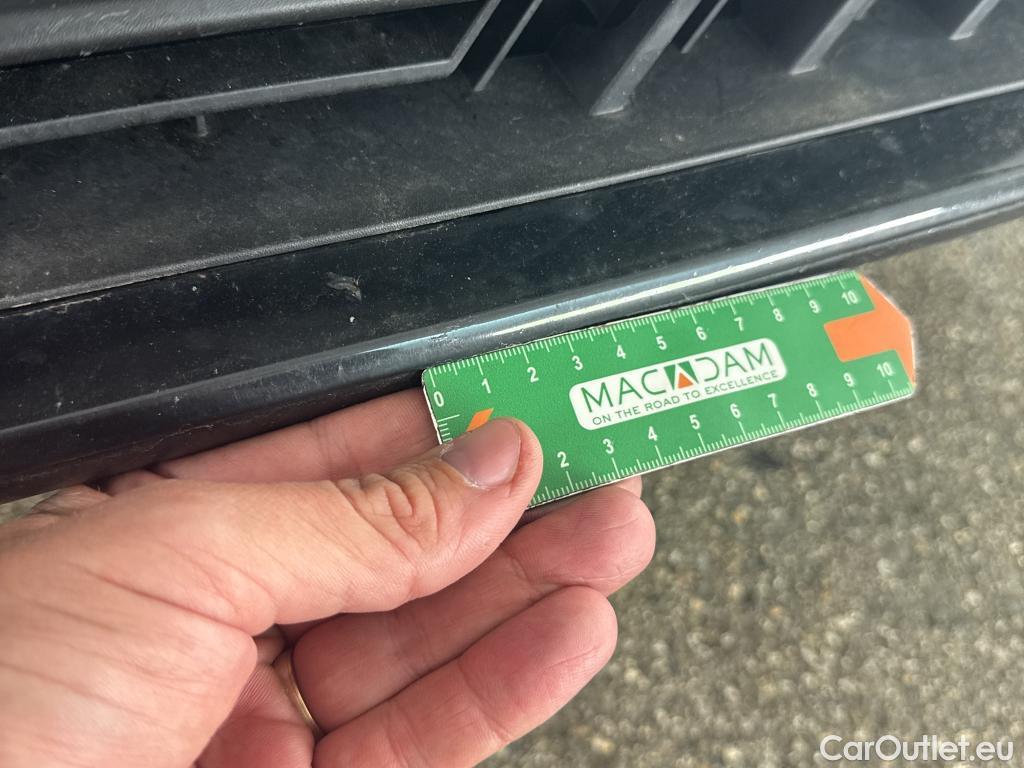 0 1 2 3 4 5 6 7 8 9 10
MACADAM
ON THE ROAD TO EXCELLENCE
2 3 4 5 6 7 8 9 10
CarOutlet.eu